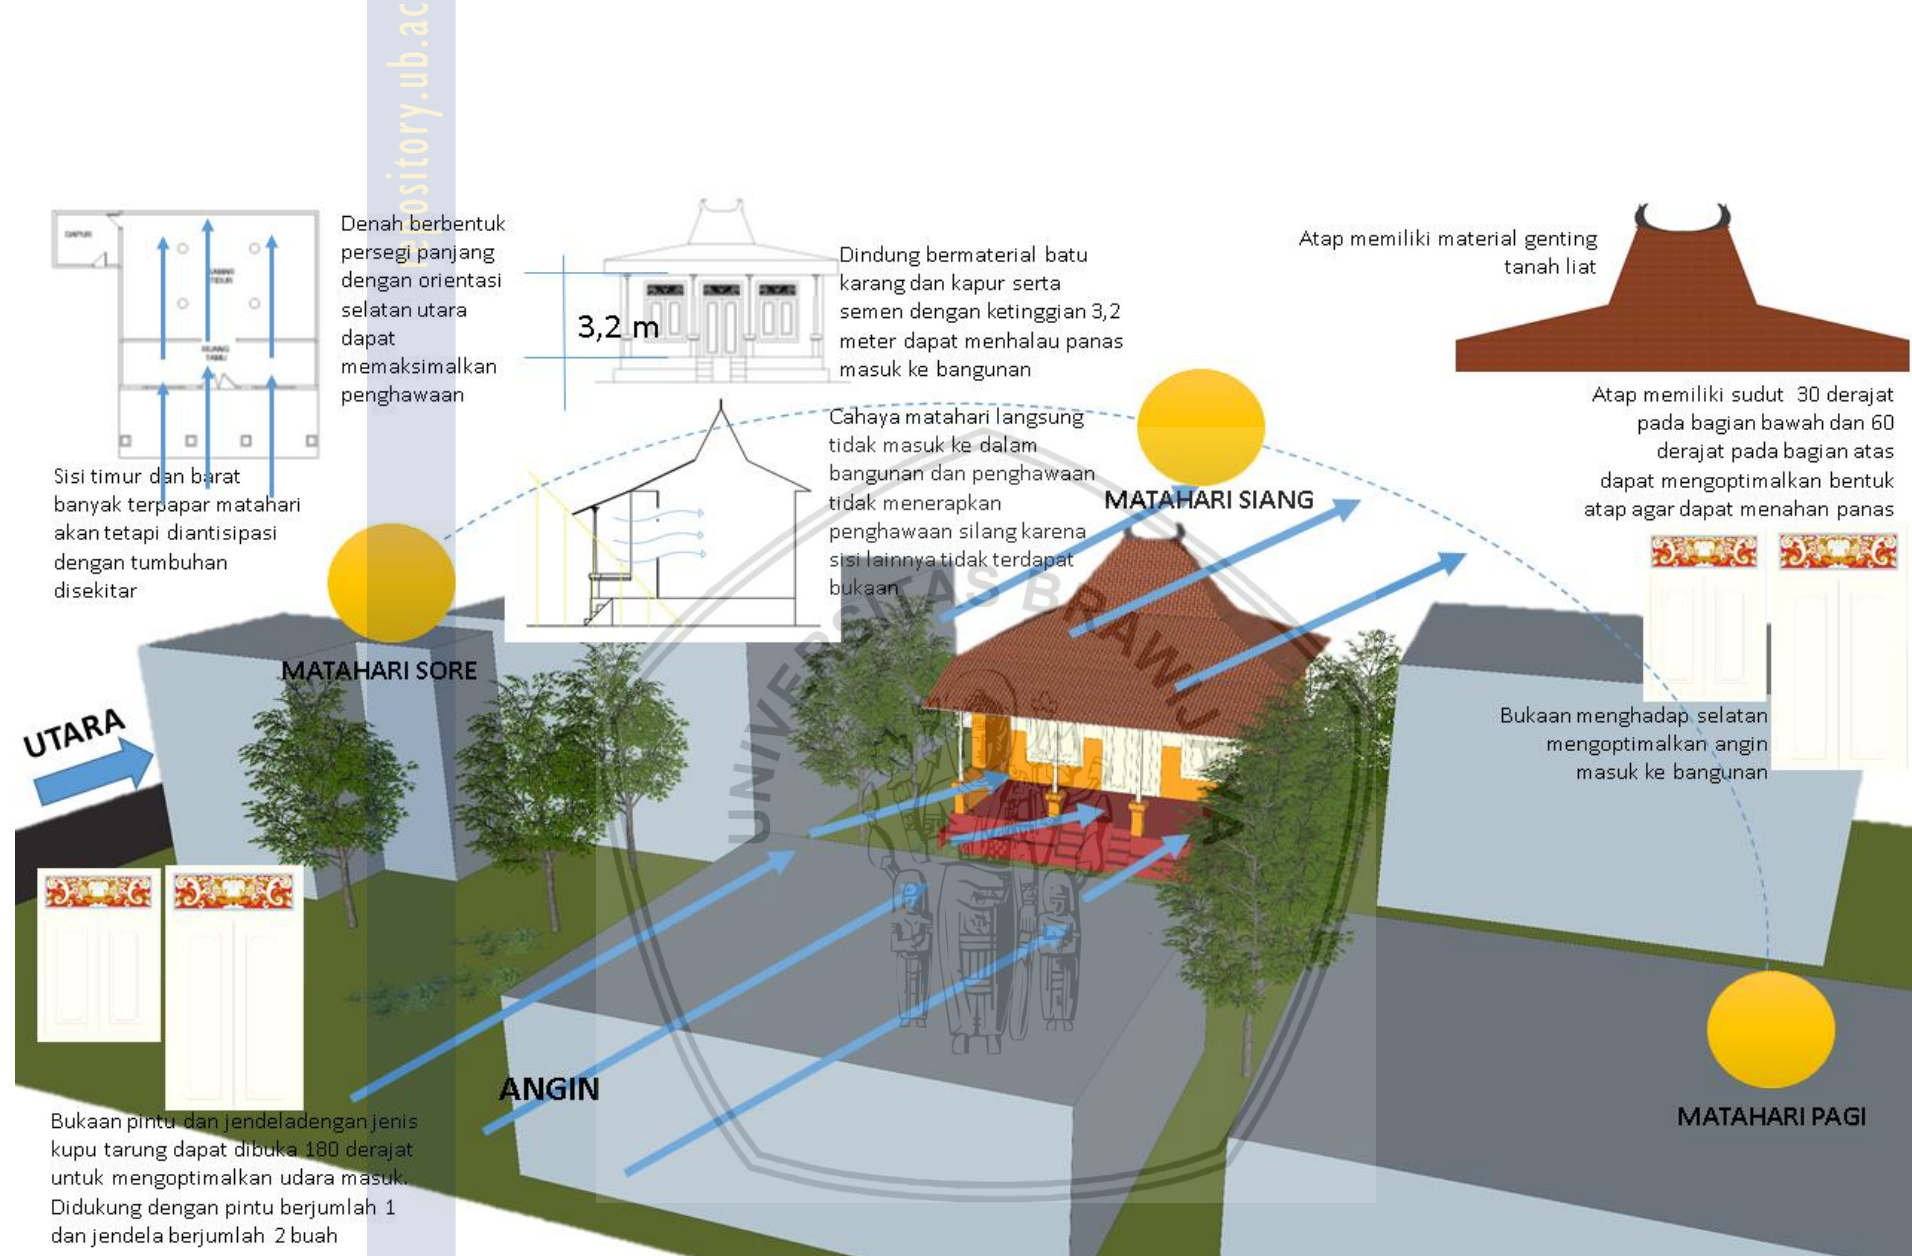 repository.ub.ac
DAPUR
KAMAR
TIDUR
RUANG
TAMU
Denah berbentuk
persegi panjang
dengan orientasi
selatan utara
dapat
memaksimalkan
penghawaan
3,2 m
Dindung bermaterial batu
karang dan kapur serta
semen dengan ketinggian 3,2
meter dapat menhalau panas
masuk ke bangunan
Atap memiliki material genting
tanah liat
Sisi timur dan barat
banyak terpapar matahari
akan tetapi diantisipasi
dengan tumbuhan
disekitar
Cahaya matahari langsung
tidak masuk ke dalam
bangunan dan penghawaan
tidak menerapkan
penghawaan silang karena
sisi lainnya tidak terdapat
bukaan
Atap memiliki sudut 30 derajat
pada bagian bawah dan 60
derajat pada bagian atas
dapat mengoptimalkan bentuk
atap agar dapat menahan panas
MATAHARI SIANG
MATAHARI SORE
UTARA
UNIVERSITAS BRAWIJAYA
Bukaan menghadap selatan
mengoptimalkan angin
masuk ke bangunan
ANGIN
MATAHARI PAGI
Bukaan pintu dan jendeladengan jenis
kupu tarung dapat dibuka 180 derajat
untuk mengoptimalkan udara masuk.
Didukung dengan pintu berjumlah 1
dan jendela berjumlah 2 buah